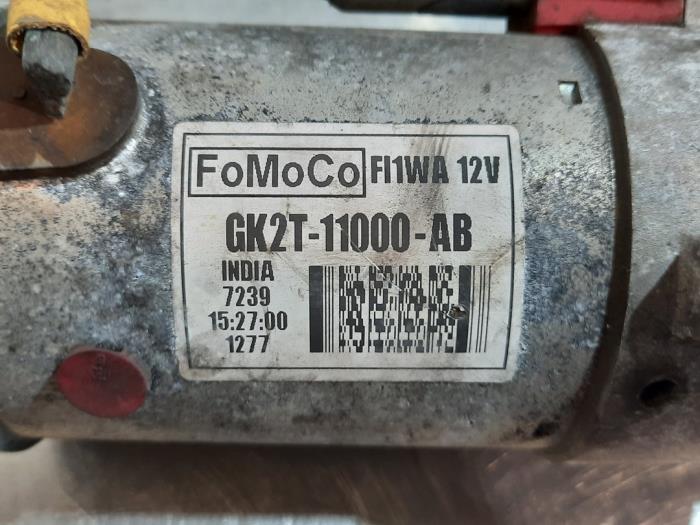 FoMoCo FI1WA 12V
GK2T-11000-AB
INDIA
7239
15:27:00
1277